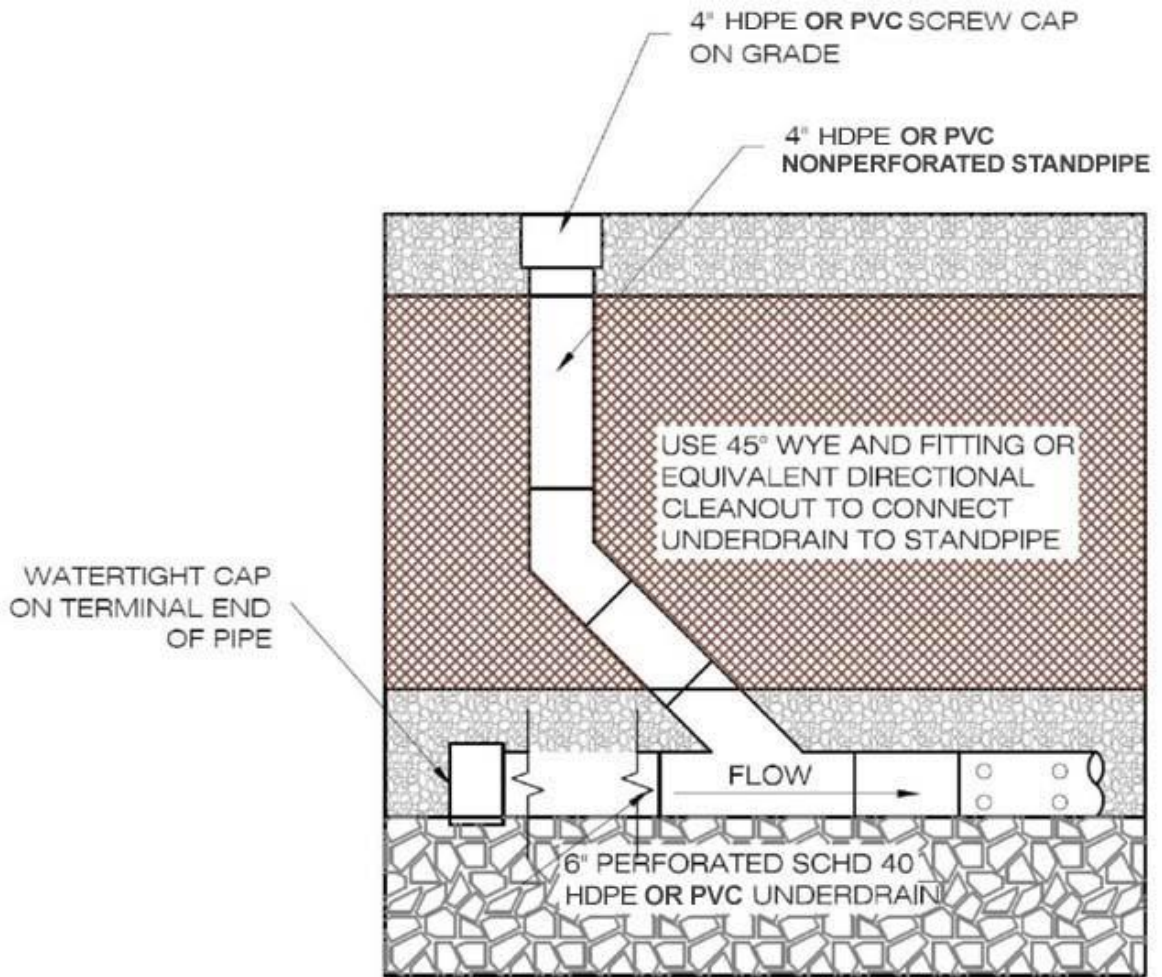 4" HDPE OR PVC SCREW CAP
ON GRADE
4" HDPE OR PVC
NONPERFORATED STANDPIPE
USE 45° WYE AND FITTING OR
EQUIVALENT DIRECTIONAL
CLEANOUT TO CONNECT
UNDERDRAIN TO STANDPIPE
WATERTIGHT CAP
ON TERMINAL END
OF PIPE
FLOW
6" PERFORATED SCHD 40
HDPE OR PVC UNDERDRAIN